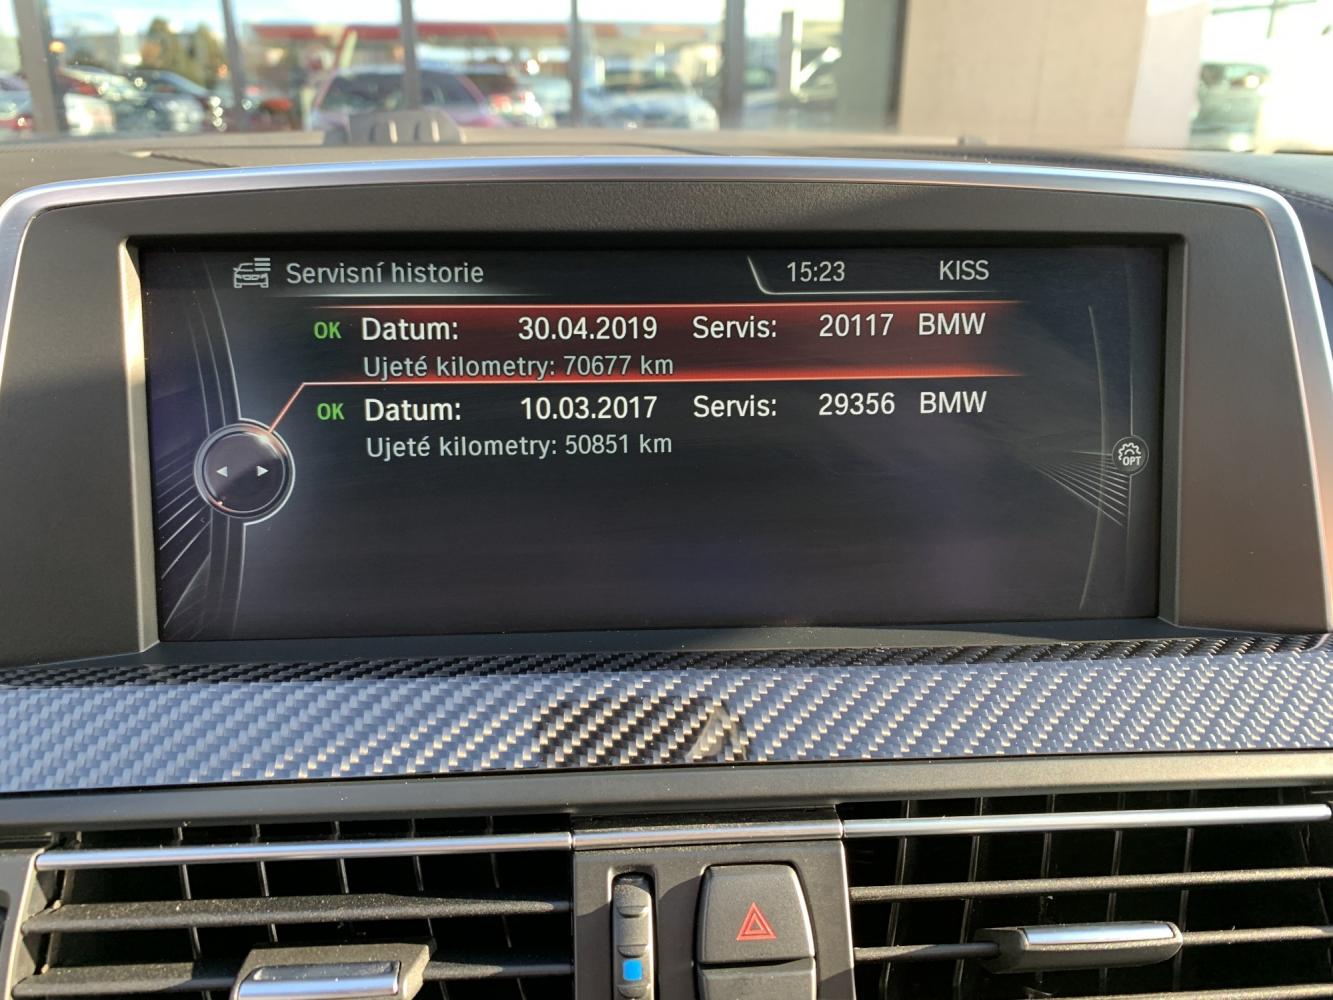 Servisní historie 15:23 KISS
OK Datum: 30.04.2019 Servis: 20117 BMW
Ujeté kilometry: 70677 km
OK Datum: 10.03.2017 Servis: 29356 BMW
Ujeté kilometry: 50851 km
OPT